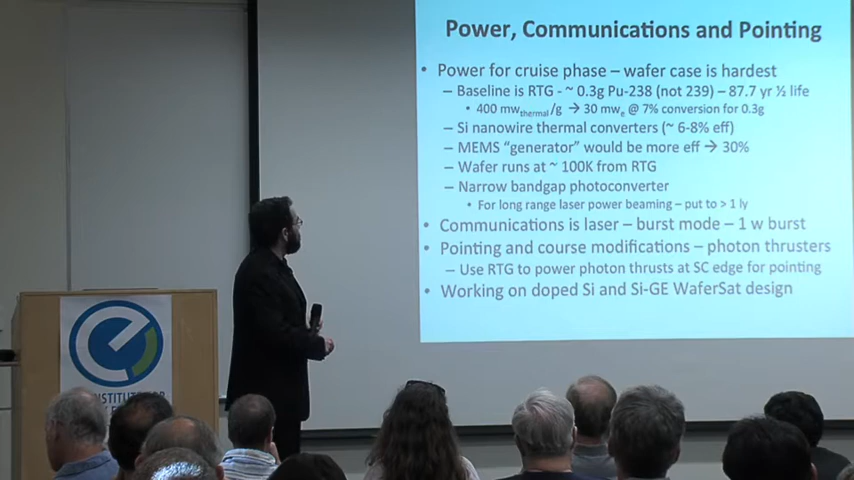 Power, Communications and Pointing
• Power for cruise phase – wafer case is hardest
– Baseline is RTG - ~ 0.3g Pu-238 (not 239) – 87.7 yr ½ life
• 400 mwthermal/g → 30 mwe @ 7% conversion for 0.3g
– Si nanowire thermal converters (~ 6-8% eff)
– MEMS “generator” would be more eff → 30%
– Wafer runs at ~ 100K from RTG
– Narrow bandgap photoconverter
• For long range laser power beaming – put to > 1 ly
• Communications is laser – burst mode – 1 w burst
• Pointing and course modifications – photon thrusters
– Use RTG to power photon thrusts at SC edge for pointing
• Working on doped Si and Si-GE WaferSat design
INSTITUTE FOR